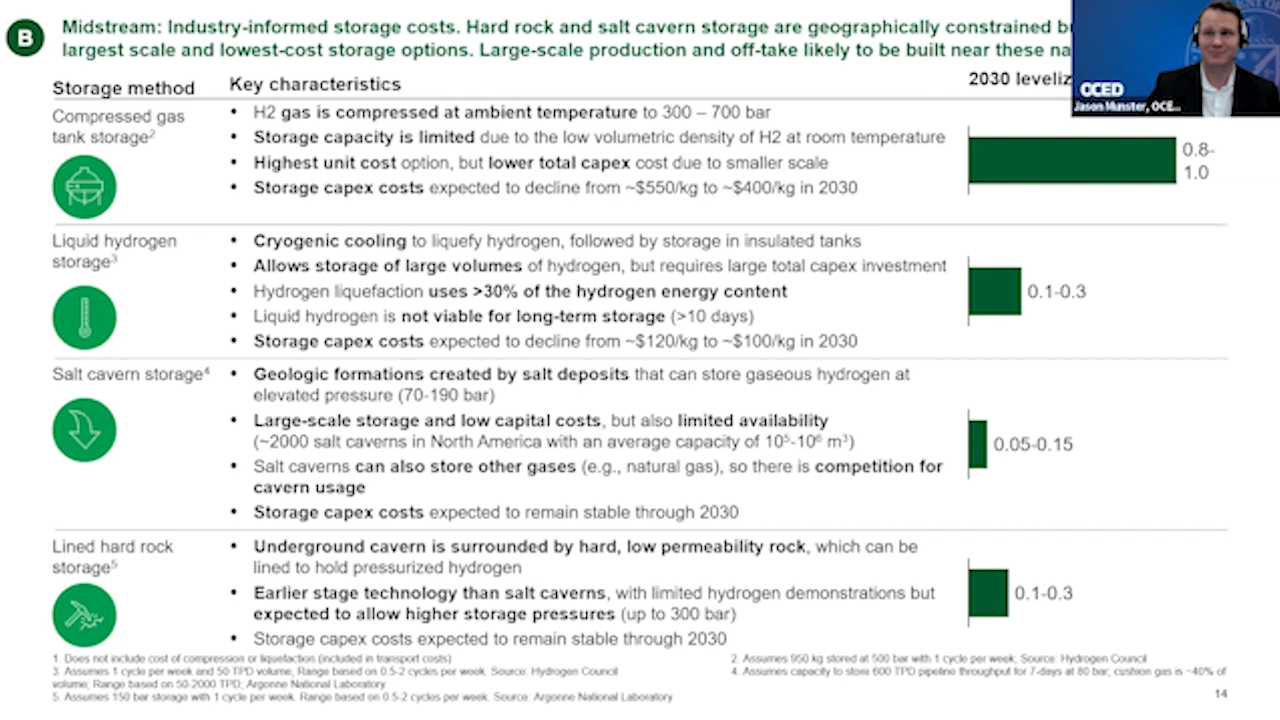 B
Midstream: Industry-informed storage costs. Hard rock and salt cavern storage are geographically constrained
largest scale and lowest-cost storage options. Large-scale production and off-take likely to be built near these
Storage method
Key characteristics
2030
Compressed gas
tank storage²
• H2 gas is compressed at ambient temperature to 300 – 700 bar
• Storage capacity is limited due to the low volumetric density of H2 at room temperature
• Highest unit cost option, but lower total capex cost due to smaller scale
• Storage capex costs expected to decline from ~$550/kg to ~$400/kg in 2030
0.8-
1.0
Liquid hydrogen
storage³
• Cryogenic cooling to liquefy hydrogen, followed by storage in insulated tanks
• Allows storage of large volumes of hydrogen, but requires large total capex investment
• Hydrogen liquefaction uses >30% of the hydrogen energy content
• Liquid hydrogen is not viable for long-term storage (>10 days)
• Storage capex costs expected to decline from ~$120/kg to ~$100/kg in 2030
0.1-0.3
Salt cavern storage⁴
• Geologic formations created by salt deposits that can store gaseous hydrogen at
elevated pressure (70-190 bar)
• Large-scale storage and low capital costs, but also limited availability
(~2000 salt caverns in North America with an average capacity of 10⁵-10⁶ m³)
• Salt caverns can also store other gases (e.g., natural gas), so there is competition for
cavern usage
• Storage capex costs expected to remain stable through 2030
0.05-0.15
Lined hard rock
storage⁵
• Underground cavern is surrounded by hard, low permeability rock, which can be
lined to hold pressurized hydrogen
• Earlier stage technology than salt caverns, with limited hydrogen demonstrations but
expected to allow higher storage pressures (up to 300 bar)
• Storage capex costs expected to remain stable through 2030
0.1-0.3
1. Does not include cost of compression or liquefaction (included in transport costs)
2. Assumes 950 kg stored at 500 bar with 1 cycle per week; Source: Hydrogen Council
3. Assumes 1 cycle per week and 50 TPD volume, Range based on 0.5-2 cycles per week. Source: Hydrogen Council
volume; Range based on 50-2000 TPD; Argonne National Laboratory
4. Assumes capacity to store 600 TPD pipeline throughput for 7-days at 80 bar; cushion gas is ~40% of
5. Assumes 150 bar storage with 1 cycle per week. Range based on 0.5-2 cycles per week. Source: Argonne National Laboratory
14
OCED
Jason Munster, OCE...